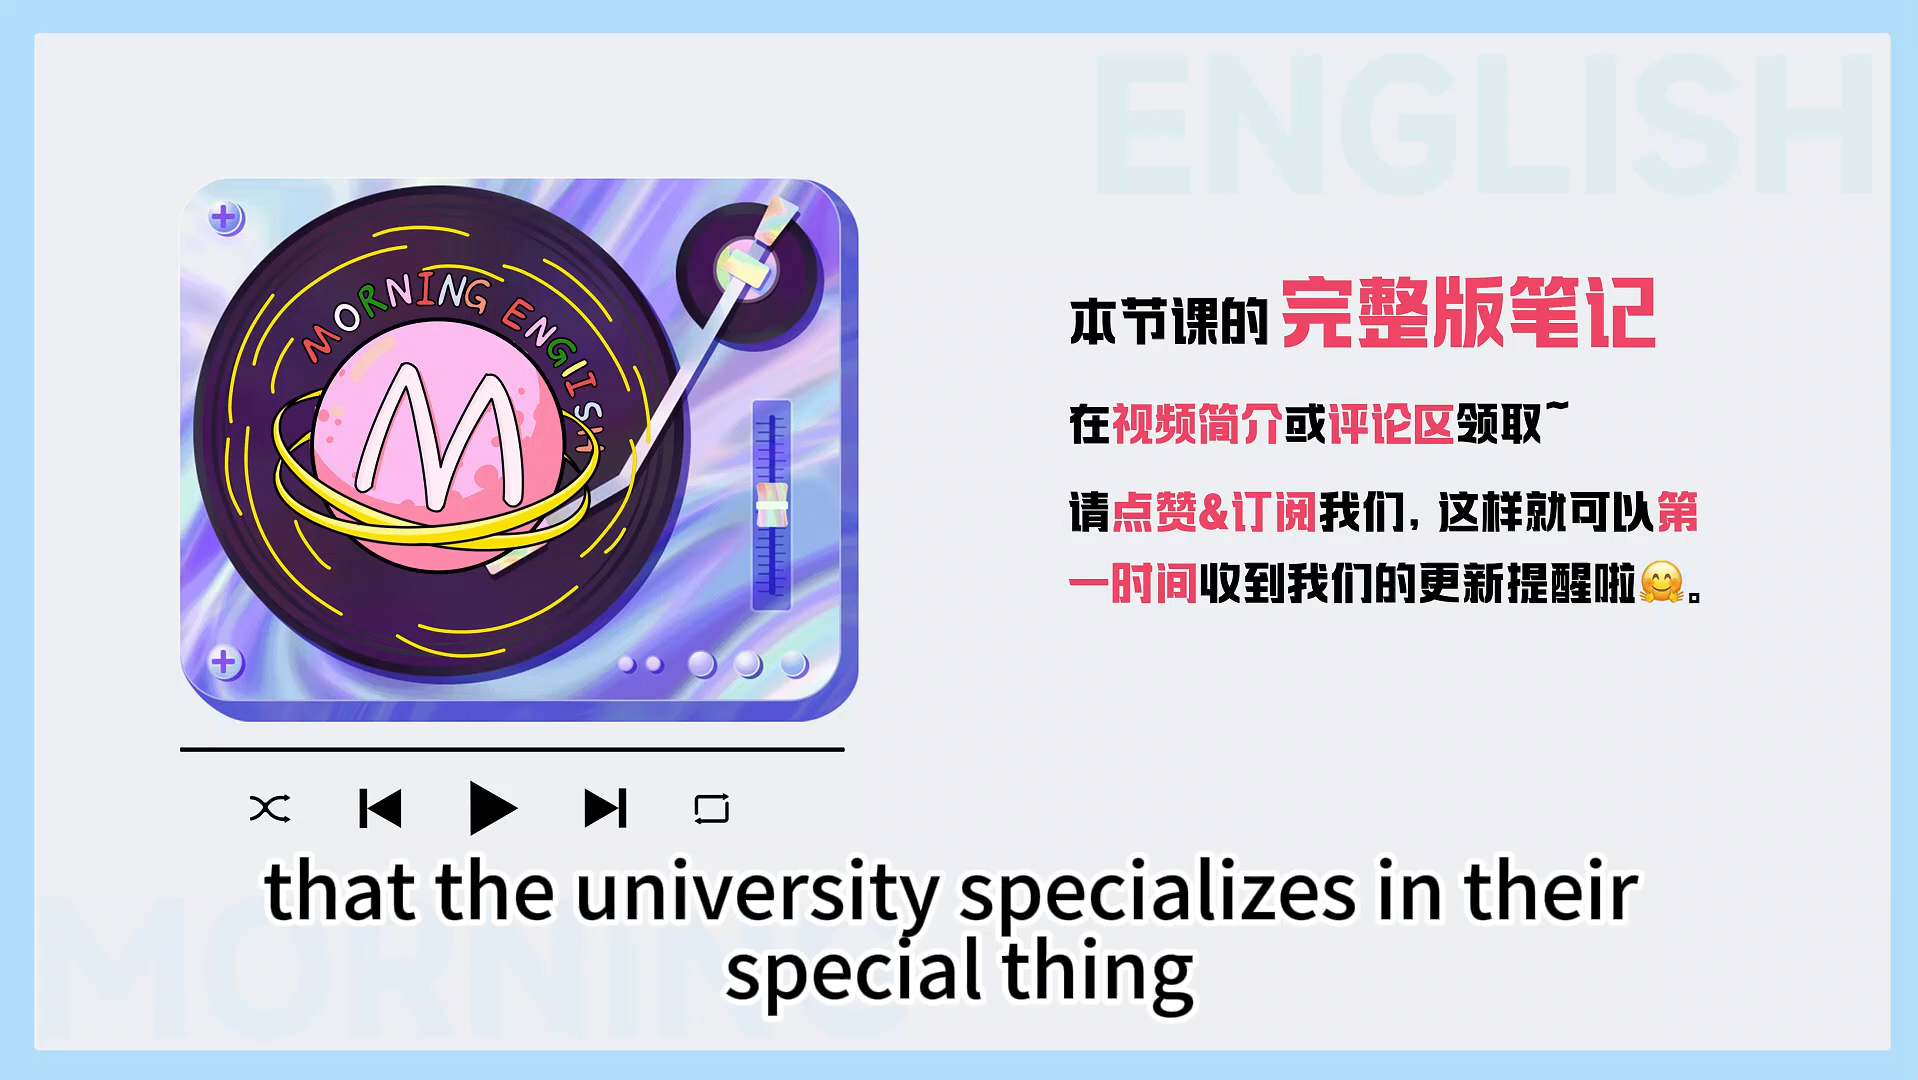 ENGLISH
MORNING ENGLISH
M
本节课的 完整版笔记
在视频简介或评论区领取~
请点赞&订阅我们，这样就可以第
一时间收到我们的更新提醒啦🤗。
MORNING
that the university specializes in their
special thing